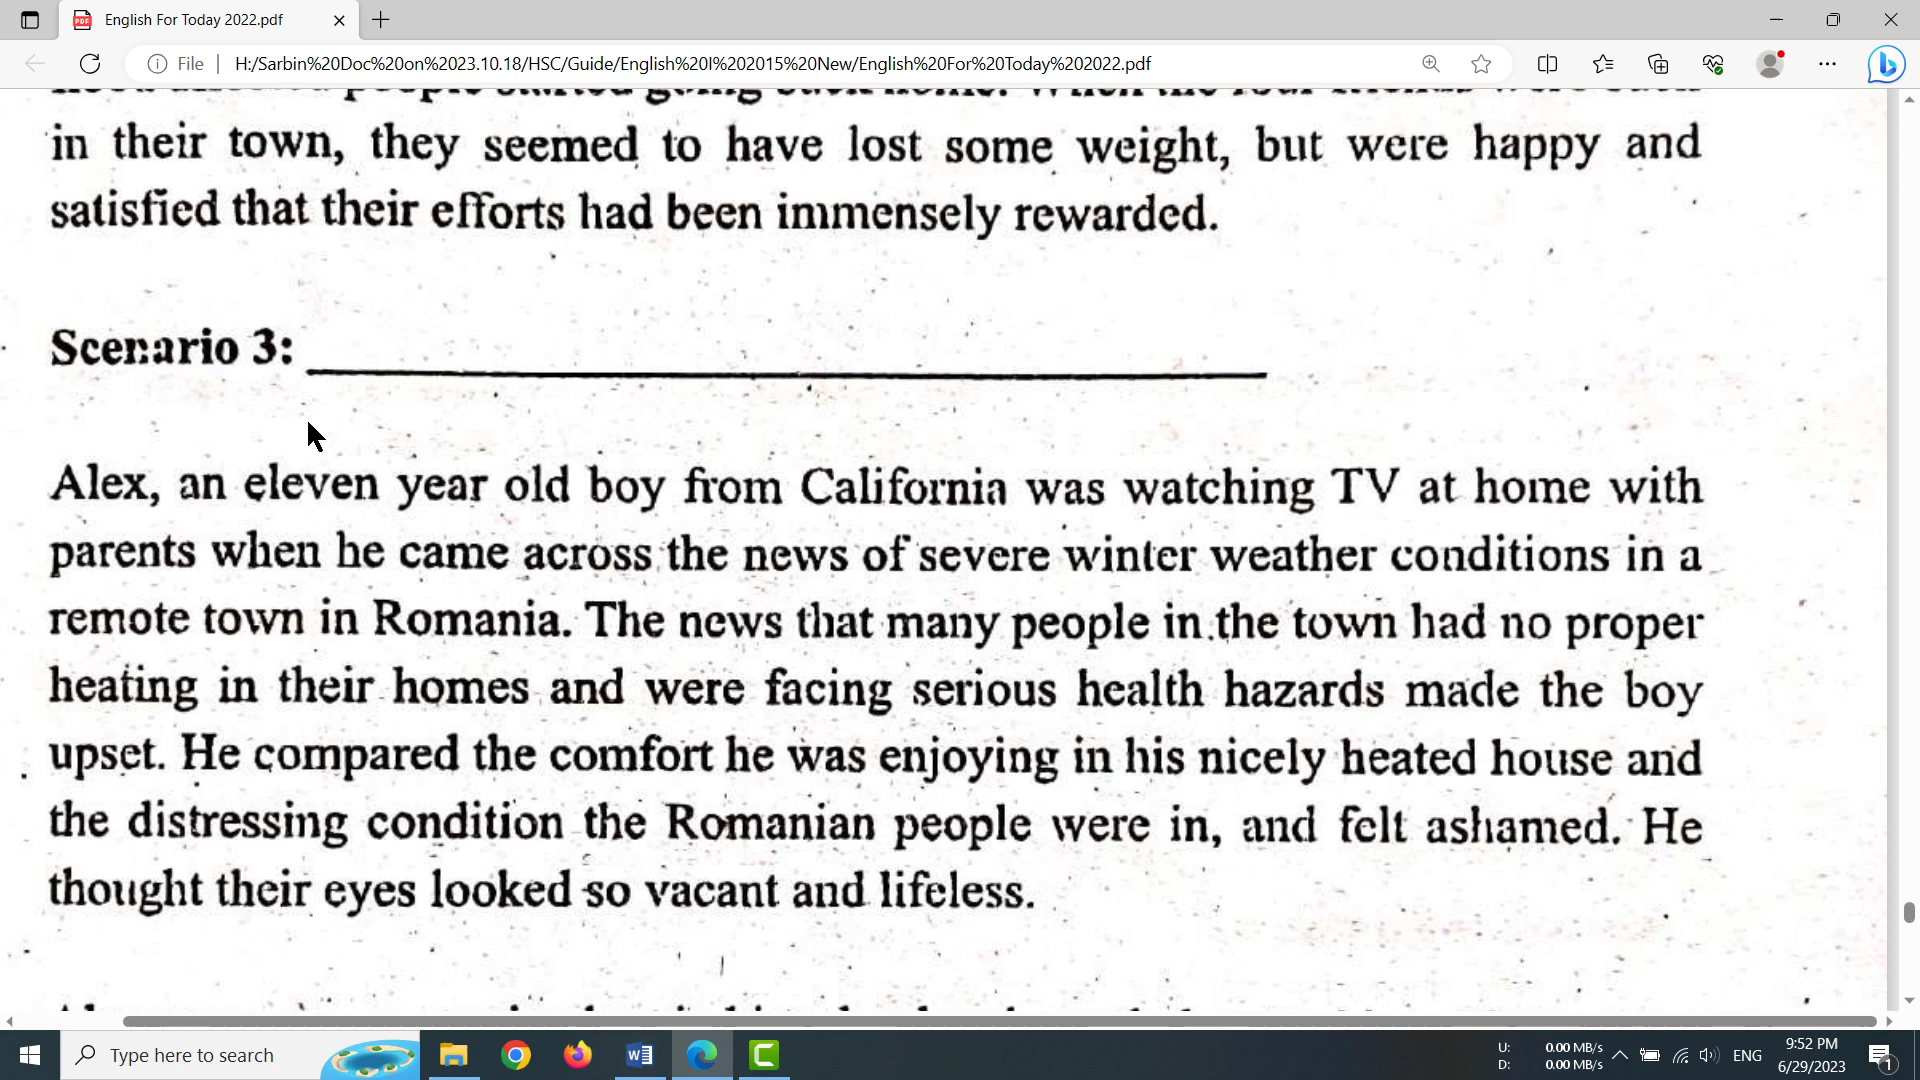 English For Today 2022.pdf
File H:/Sarbin%20Doc%20on%2023.10.18/HSC/Guide/English%20I%202015%20New/English%20For%20Today%202022.pdf
in their town, they seemed to have lost some weight, but were happy and
satisfied that their efforts had been immensely rewarded.
Scenario 3:
Alex, an eleven year old boy from California was watching TV at home with
parents when he came across the news of severe winter weather conditions in a
remote town in Romania. The news that many people in the town had no proper
heating in their homes and were facing serious health hazards made the boy
upset. He compared the comfort he was enjoying in his nicely heated house and
the distressing condition the Romanian people were in, and felt ashamed. He
thought their eyes looked so vacant and lifeless.
Type here to search
U: 0.00 MB/s
D: 0.00 MB/s
ENG
9:52 PM
6/29/2023
1